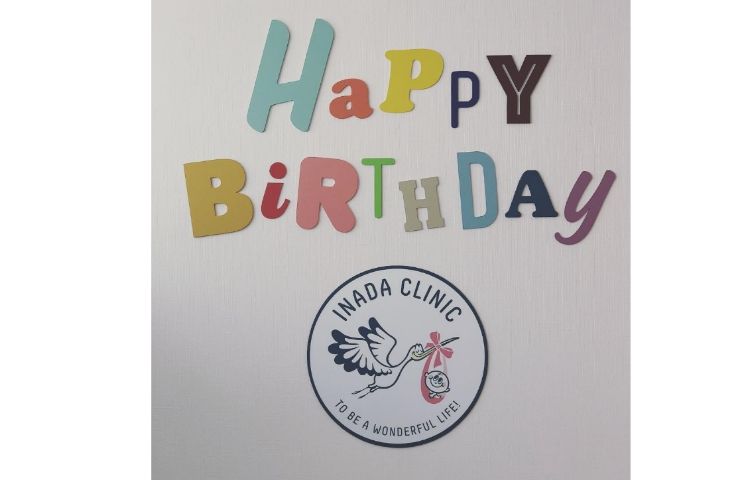 HaPPY
BiRTHDAy
INADA CLINIC
TO BE A WONDERFUL LIFE!